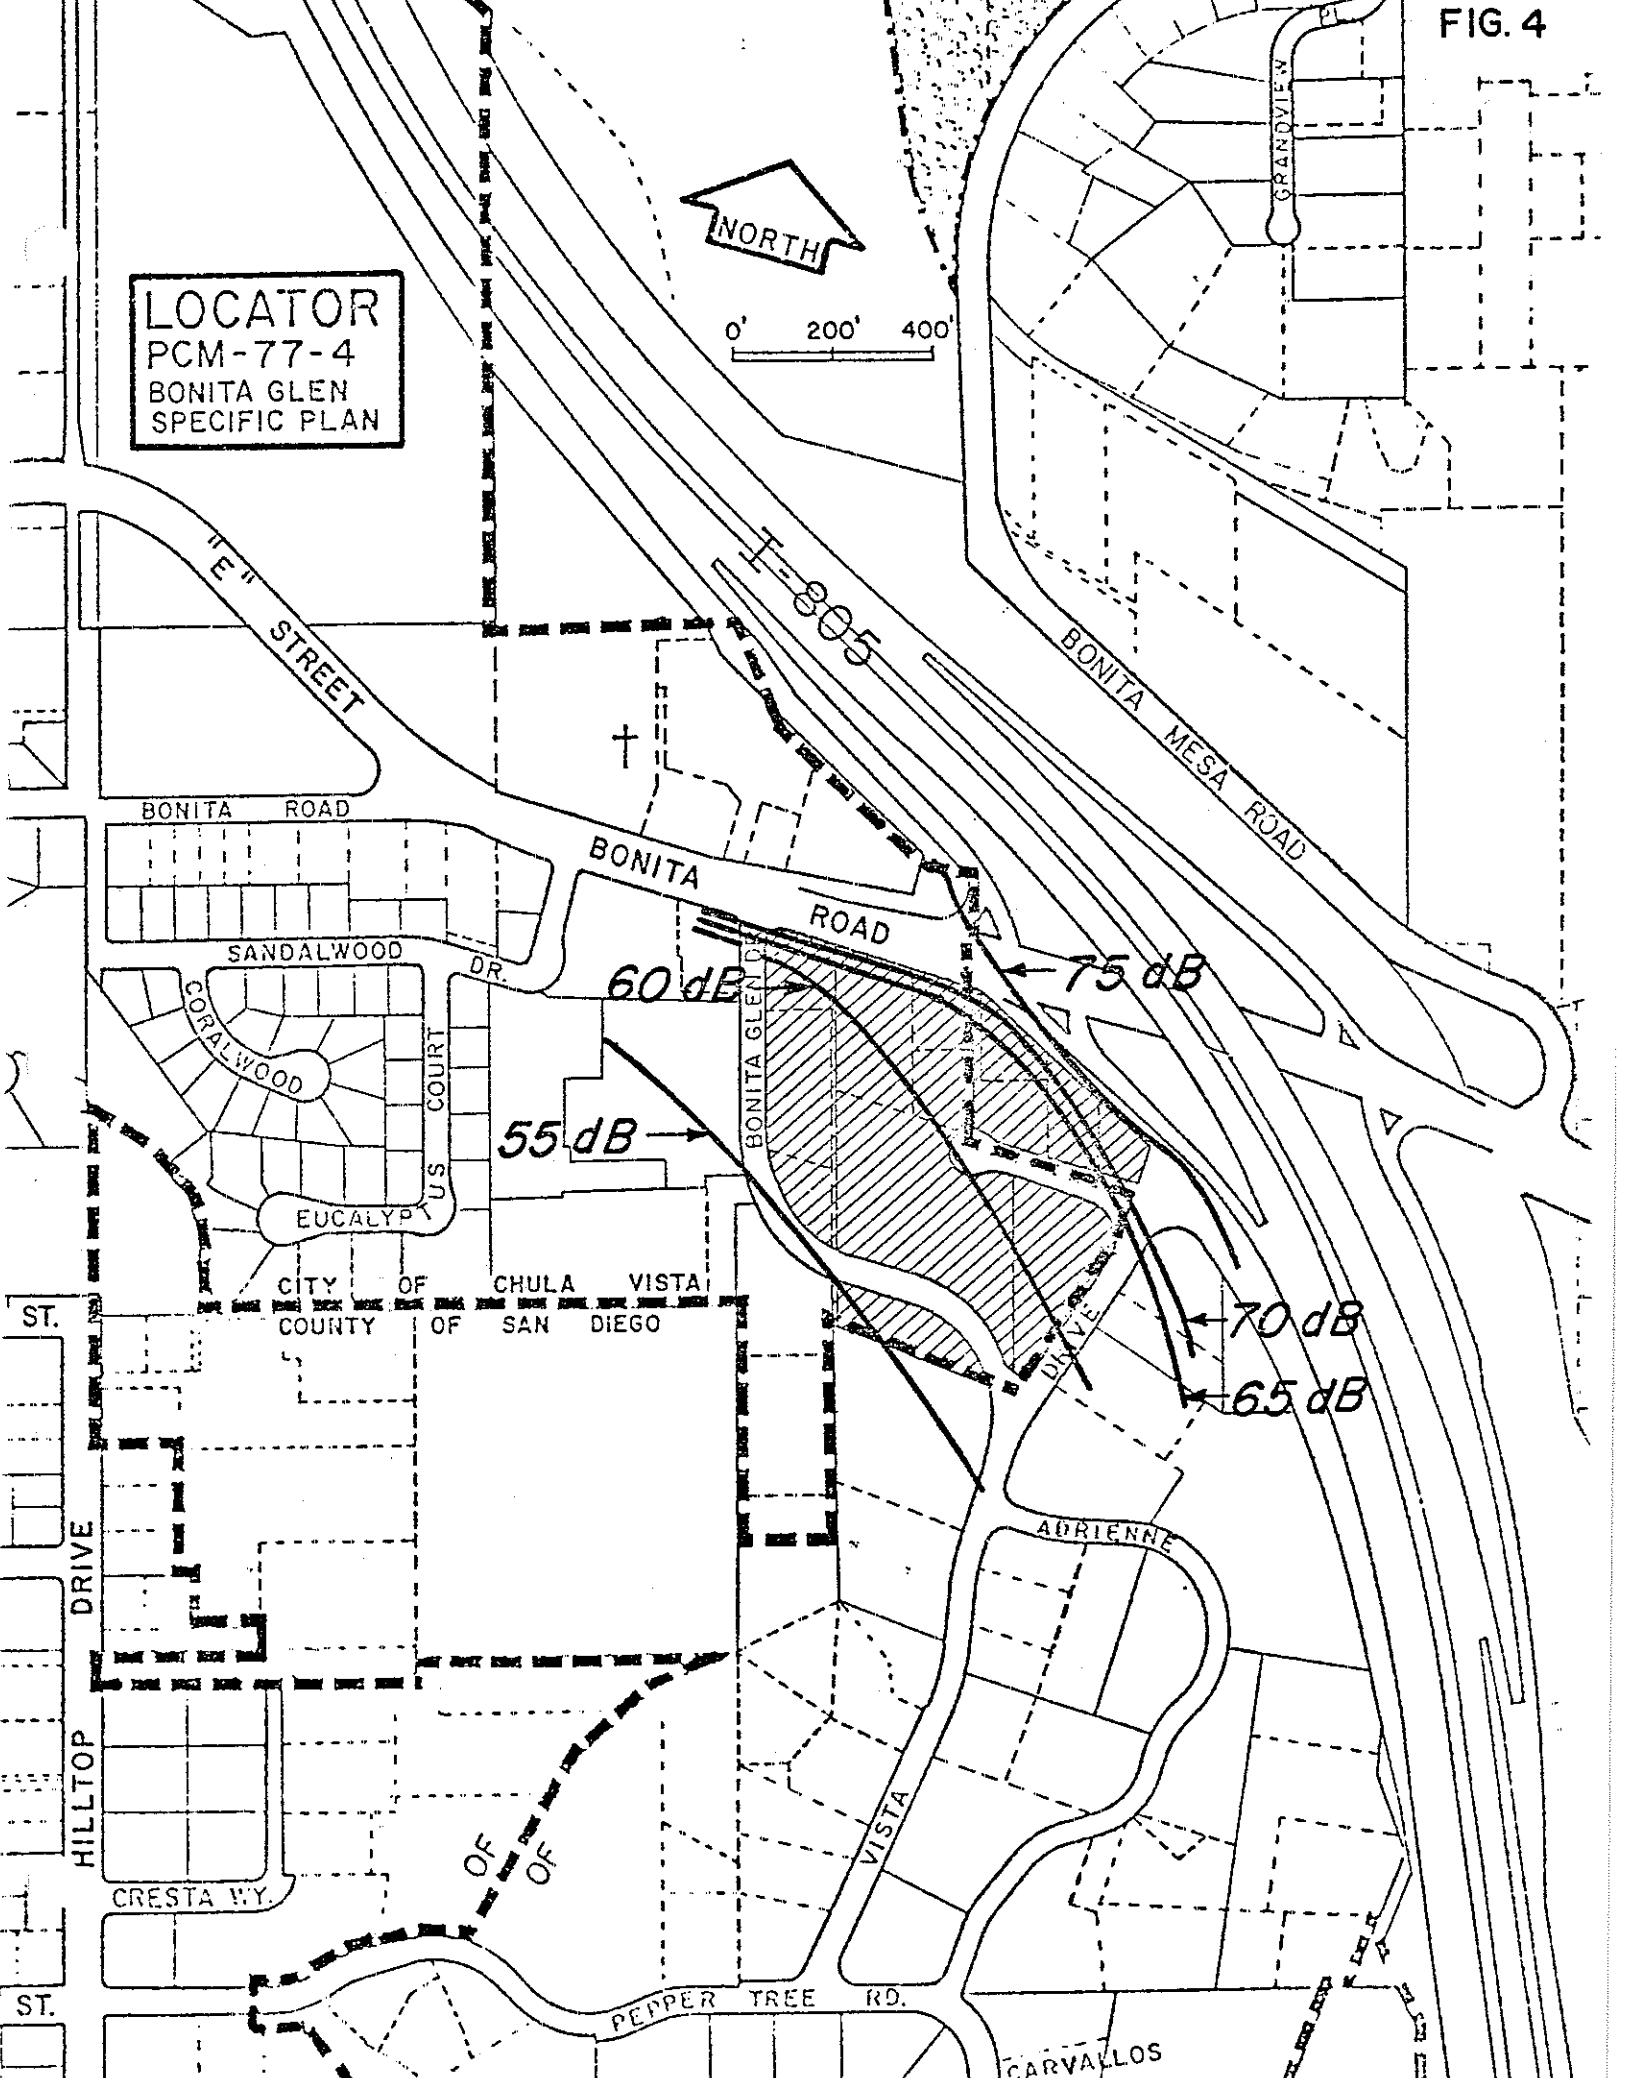 FIG. 4
PL
GRANDVIEW
NORTH
0' 200' 400'
LOCATOR
PCM-77-4
BONITA GLEN
SPECIFIC PLAN
"E" STREET
I-805
BONITA MESA ROAD
BONITA ROAD
BONITA ROAD
SANDALWOOD DR.
CORALWOOD
EUCALYPTUS COURT
BONITA GLEN DR
60 dB
75 dB
55 dB
70 dB
65 dB
CITY OF CHULA VISTA
COUNTY OF SAN DIEGO
ST.
HILLTOP DRIVE
VISTA DRIVE
ADRIENNE
OF
OF
CRESTA WY.
ST.
PEPPER TREE RD.
CARVALLOS